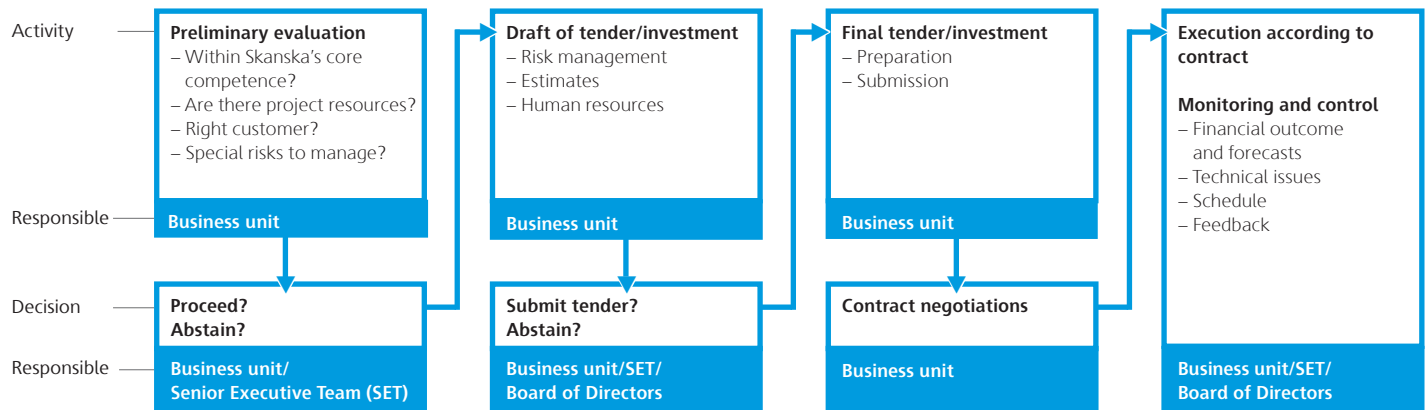 Activity
Preliminary evaluation
– Within Skanska's core
competence?
– Are there project resources?
– Right customer?
– Special risks to manage?
Responsible
Business unit
Decision
Proceed?
Abstain?
Responsible
Business unit/
Senior Executive Team (SET)
Draft of tender/investment
– Risk management
– Estimates
– Human resources
Business unit
Submit tender?
Abstain?
Business unit/SET/
Board of Directors
Final tender/investment
– Preparation
– Submission
Business unit
Contract negotiations
Business unit
Execution according to
contract
Monitoring and control
– Financial outcome
and forecasts
– Technical issues
– Schedule
– Feedback
Business unit/SET/
Board of Directors